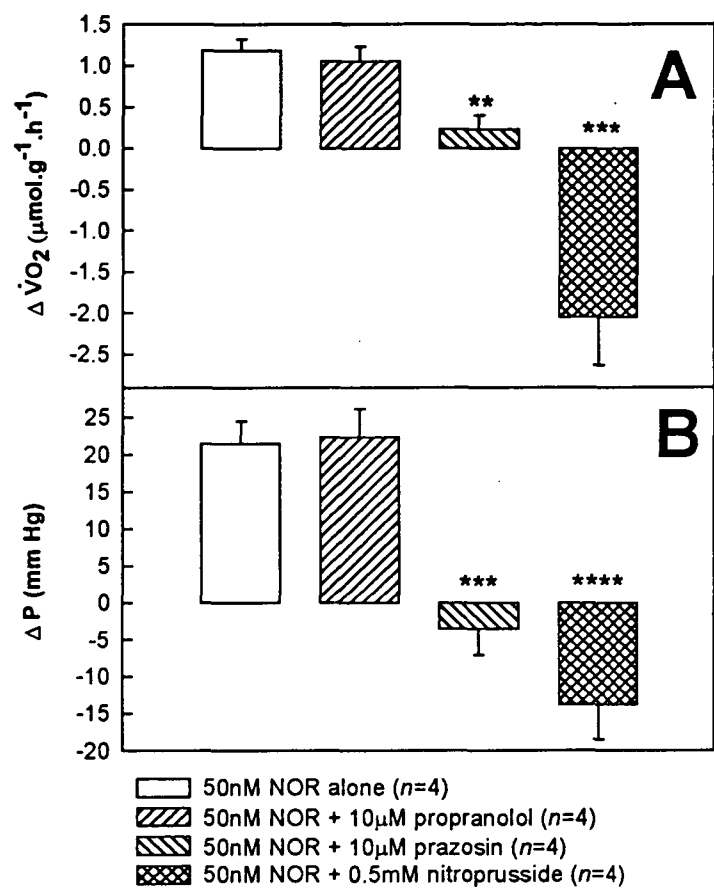 1.5
1.0
0.5
0.0
-0.5
-1.0
-1.5
-2.0
-2.5
Δ V̇O₂ (μmol.g⁻¹.h⁻¹)
**
***
A
25
20
15
10
5
0
-5
-10
-15
-20
Δ P (mm Hg)
***
****
B
50nM NOR alone (n=4)
50nM NOR + 10μM propranolol (n=4)
50nM NOR + 10μM prazosin (n=4)
50nM NOR + 0.5mM nitroprusside (n=4)